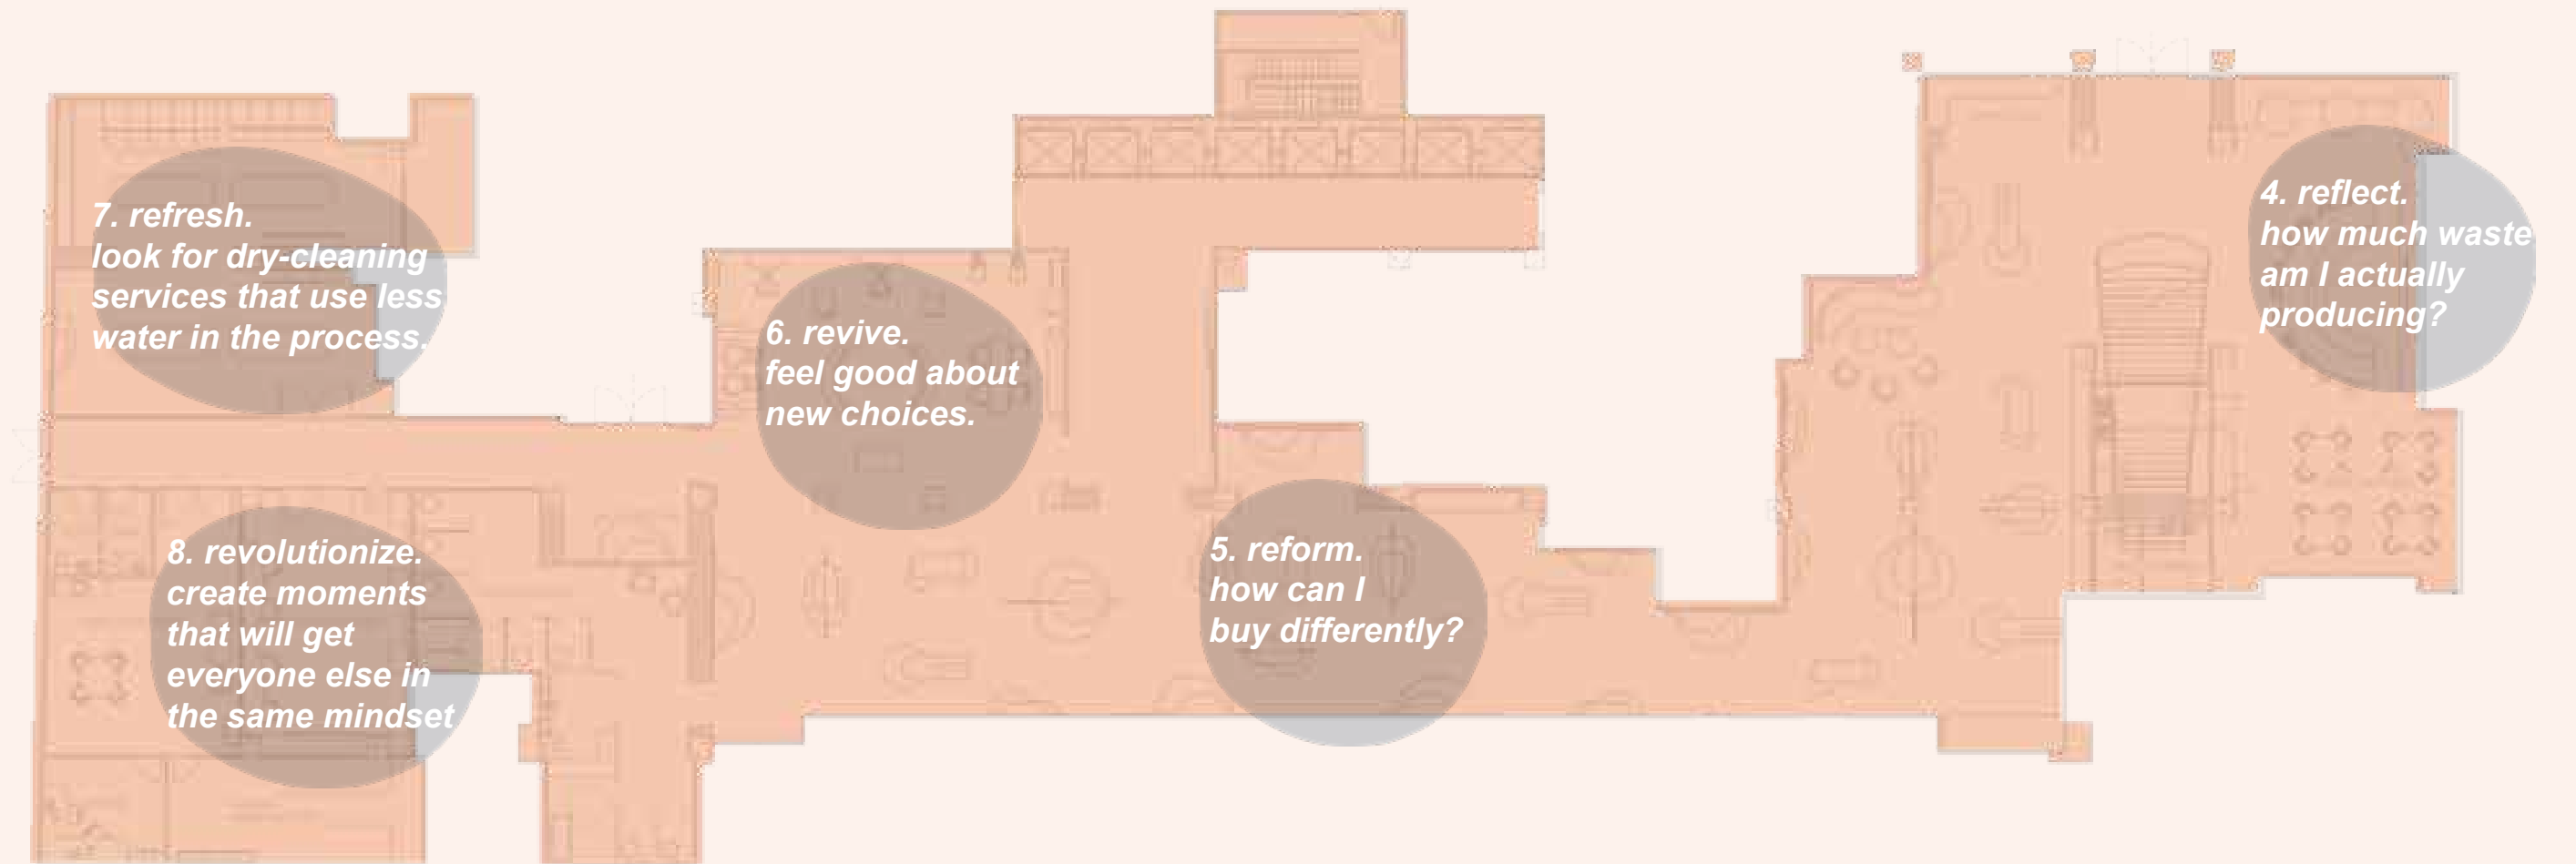 4. reflect.
how much waste
am I actually
producing?
5. reform.
how can I
buy differently?
6. revive.
feel good about
new choices.
7. refresh.
look for dry-cleaning
services that use less
water in the process.
8. revolutionize.
create moments
that will get
everyone else in
the same mindset